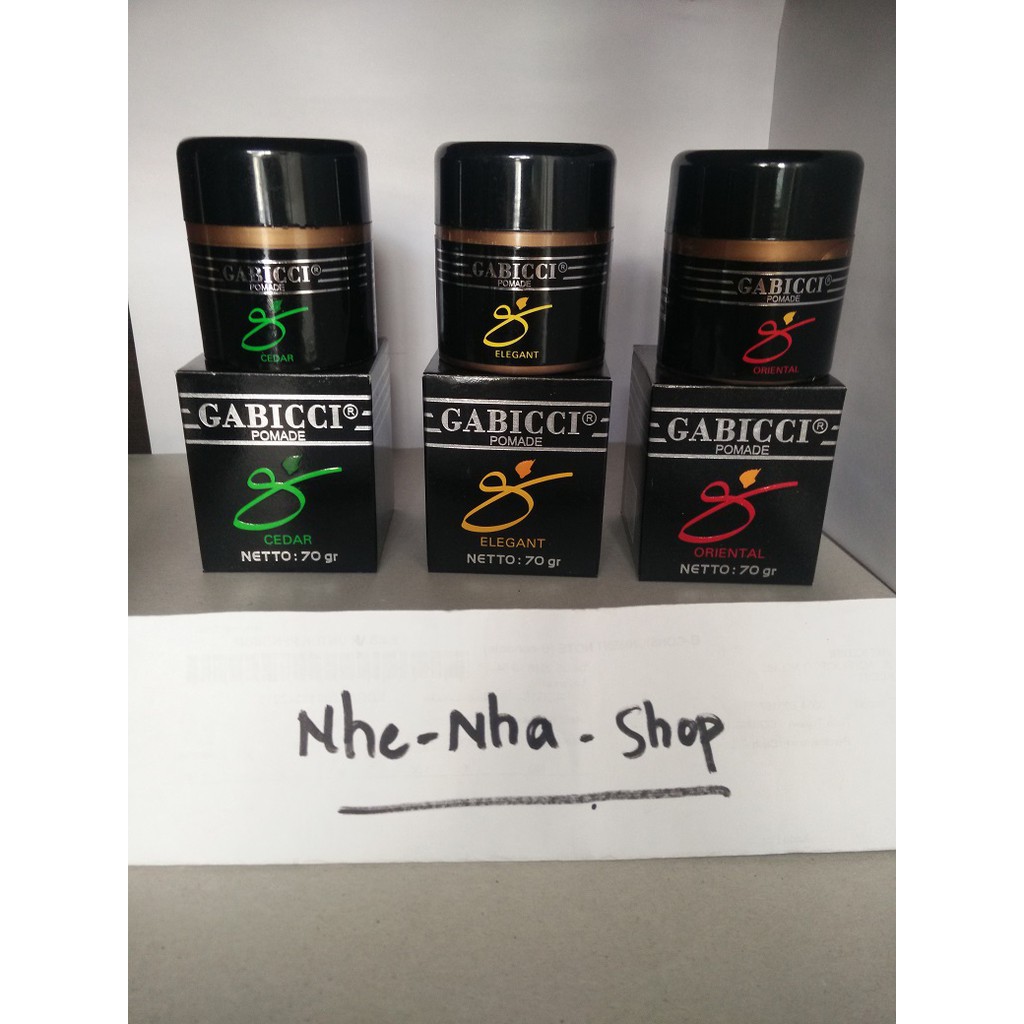 GABICCI®
POMADE
CEDAR
GABICCI®
POMADE
ELEGANT
GABICCI®
POMADE
ORIENTAL
GABICCI®
POMADE
CEDAR
NETTO: 70 gr
GABICCI®
POMADE
ELEGANT
NETTO: 70 gr
GABICCI®
POMADE
ORIENTAL
NETTO: 70 gr
Nhe-Nha. Shop